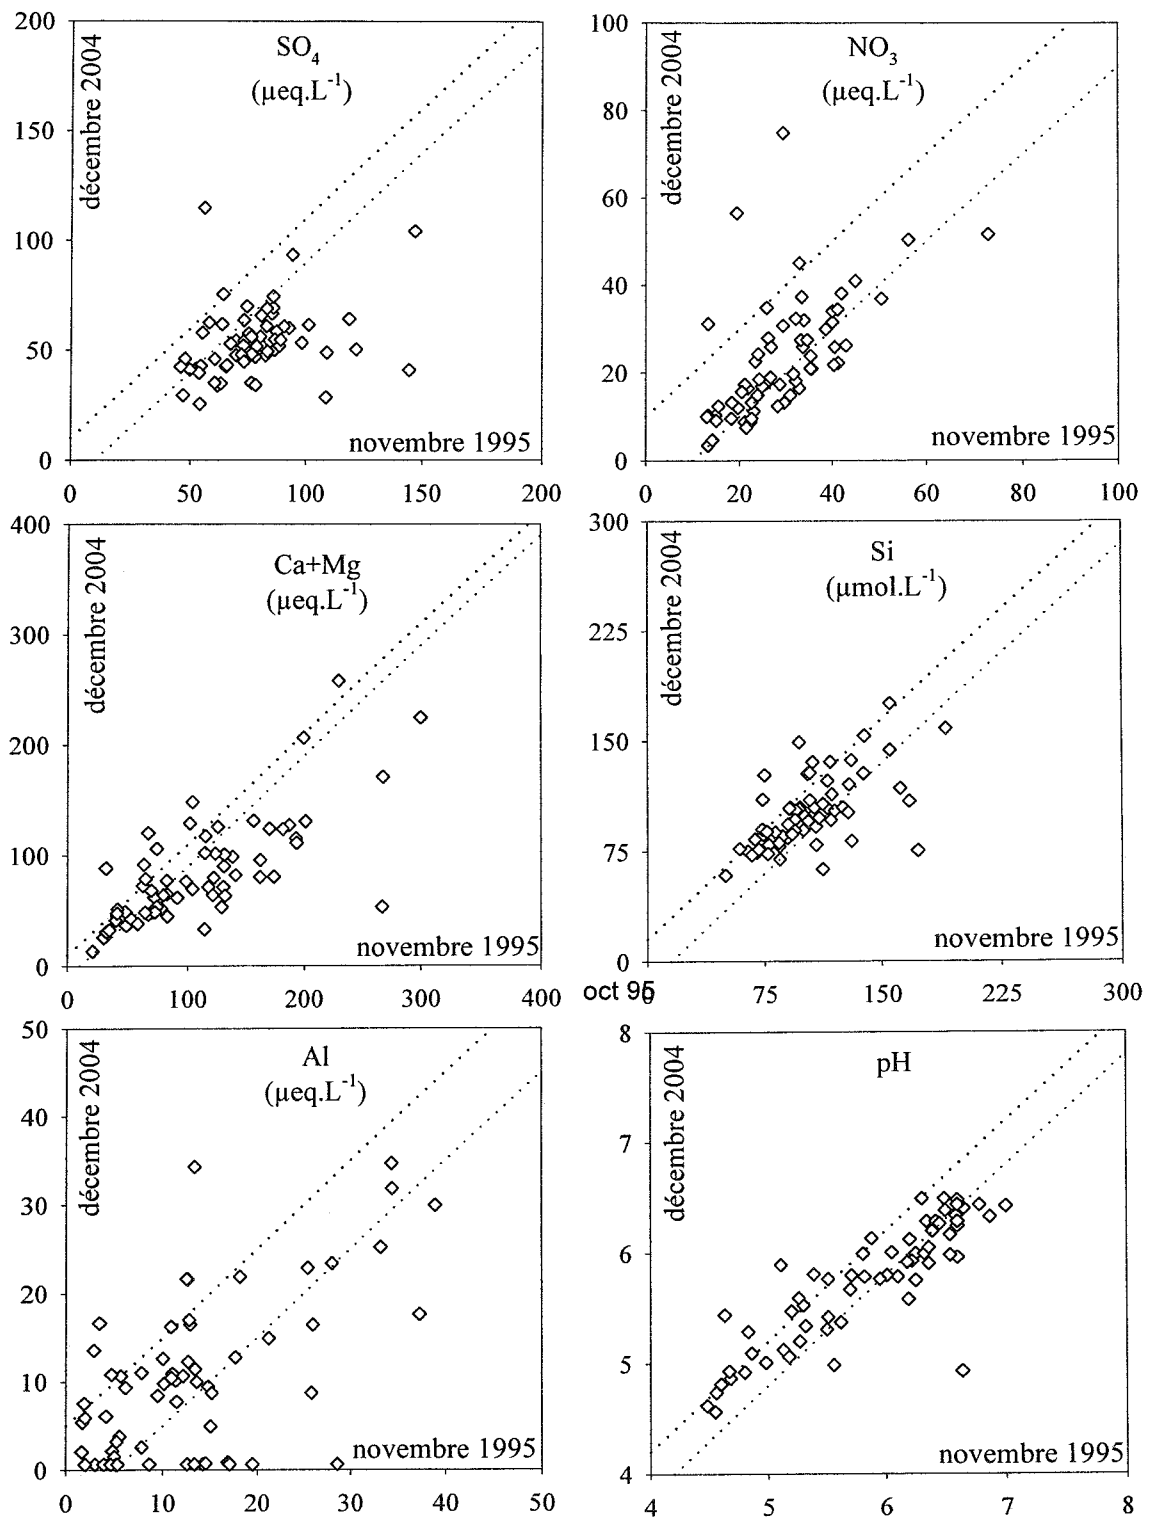 200
150
100
50
0
décembre 2004
SO4
(µeq.L-1)
novembre 1995
0 50 100 150 200
100
80
60
40
20
0
décembre 2004
NO3
(µeq.L-1)
novembre 1995
0 20 40 60 80 100
400
300
200
100
0
décembre 2004
Ca+Mg
(µeq.L-1)
novembre 1995
0 100 200 300 400
300
225
150
75
0
décembre 2004
Si
(µmol.L-1)
novembre 1995
oct 95
0 75 150 225 300
50
40
30
20
10
0
décembre 2004
Al
(µeq.L-1)
novembre 1995
0 10 20 30 40 50
8
7
6
5
4
décembre 2004
pH
novembre 1995
4 5 6 7 8